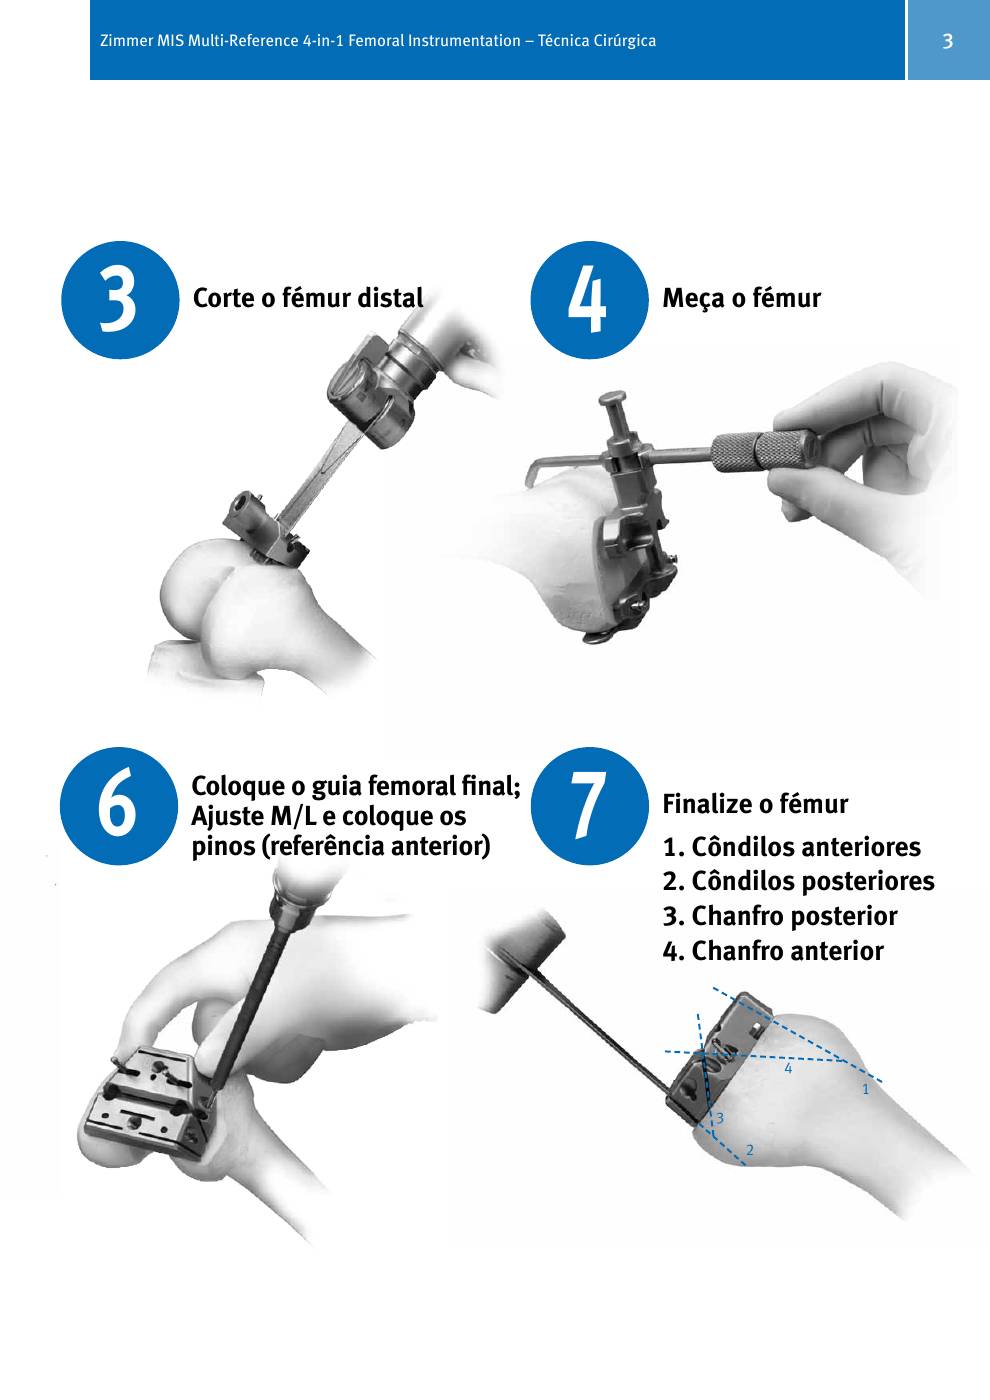 Zimmer MIS Multi-Reference 4-in-1 Femoral Instrumentation – Técnica Cirúrgica
3
3
Corte o fémur distal
4
Meça o fémur
6
Coloque o guia femoral final;
Ajuste M/L e coloque os
pinos (referência anterior)
7
Finalize o fémur
1. Côndilos anteriores
2. Côndilos posteriores
3. Chanfro posterior
4. Chanfro anterior
4
1
3
2